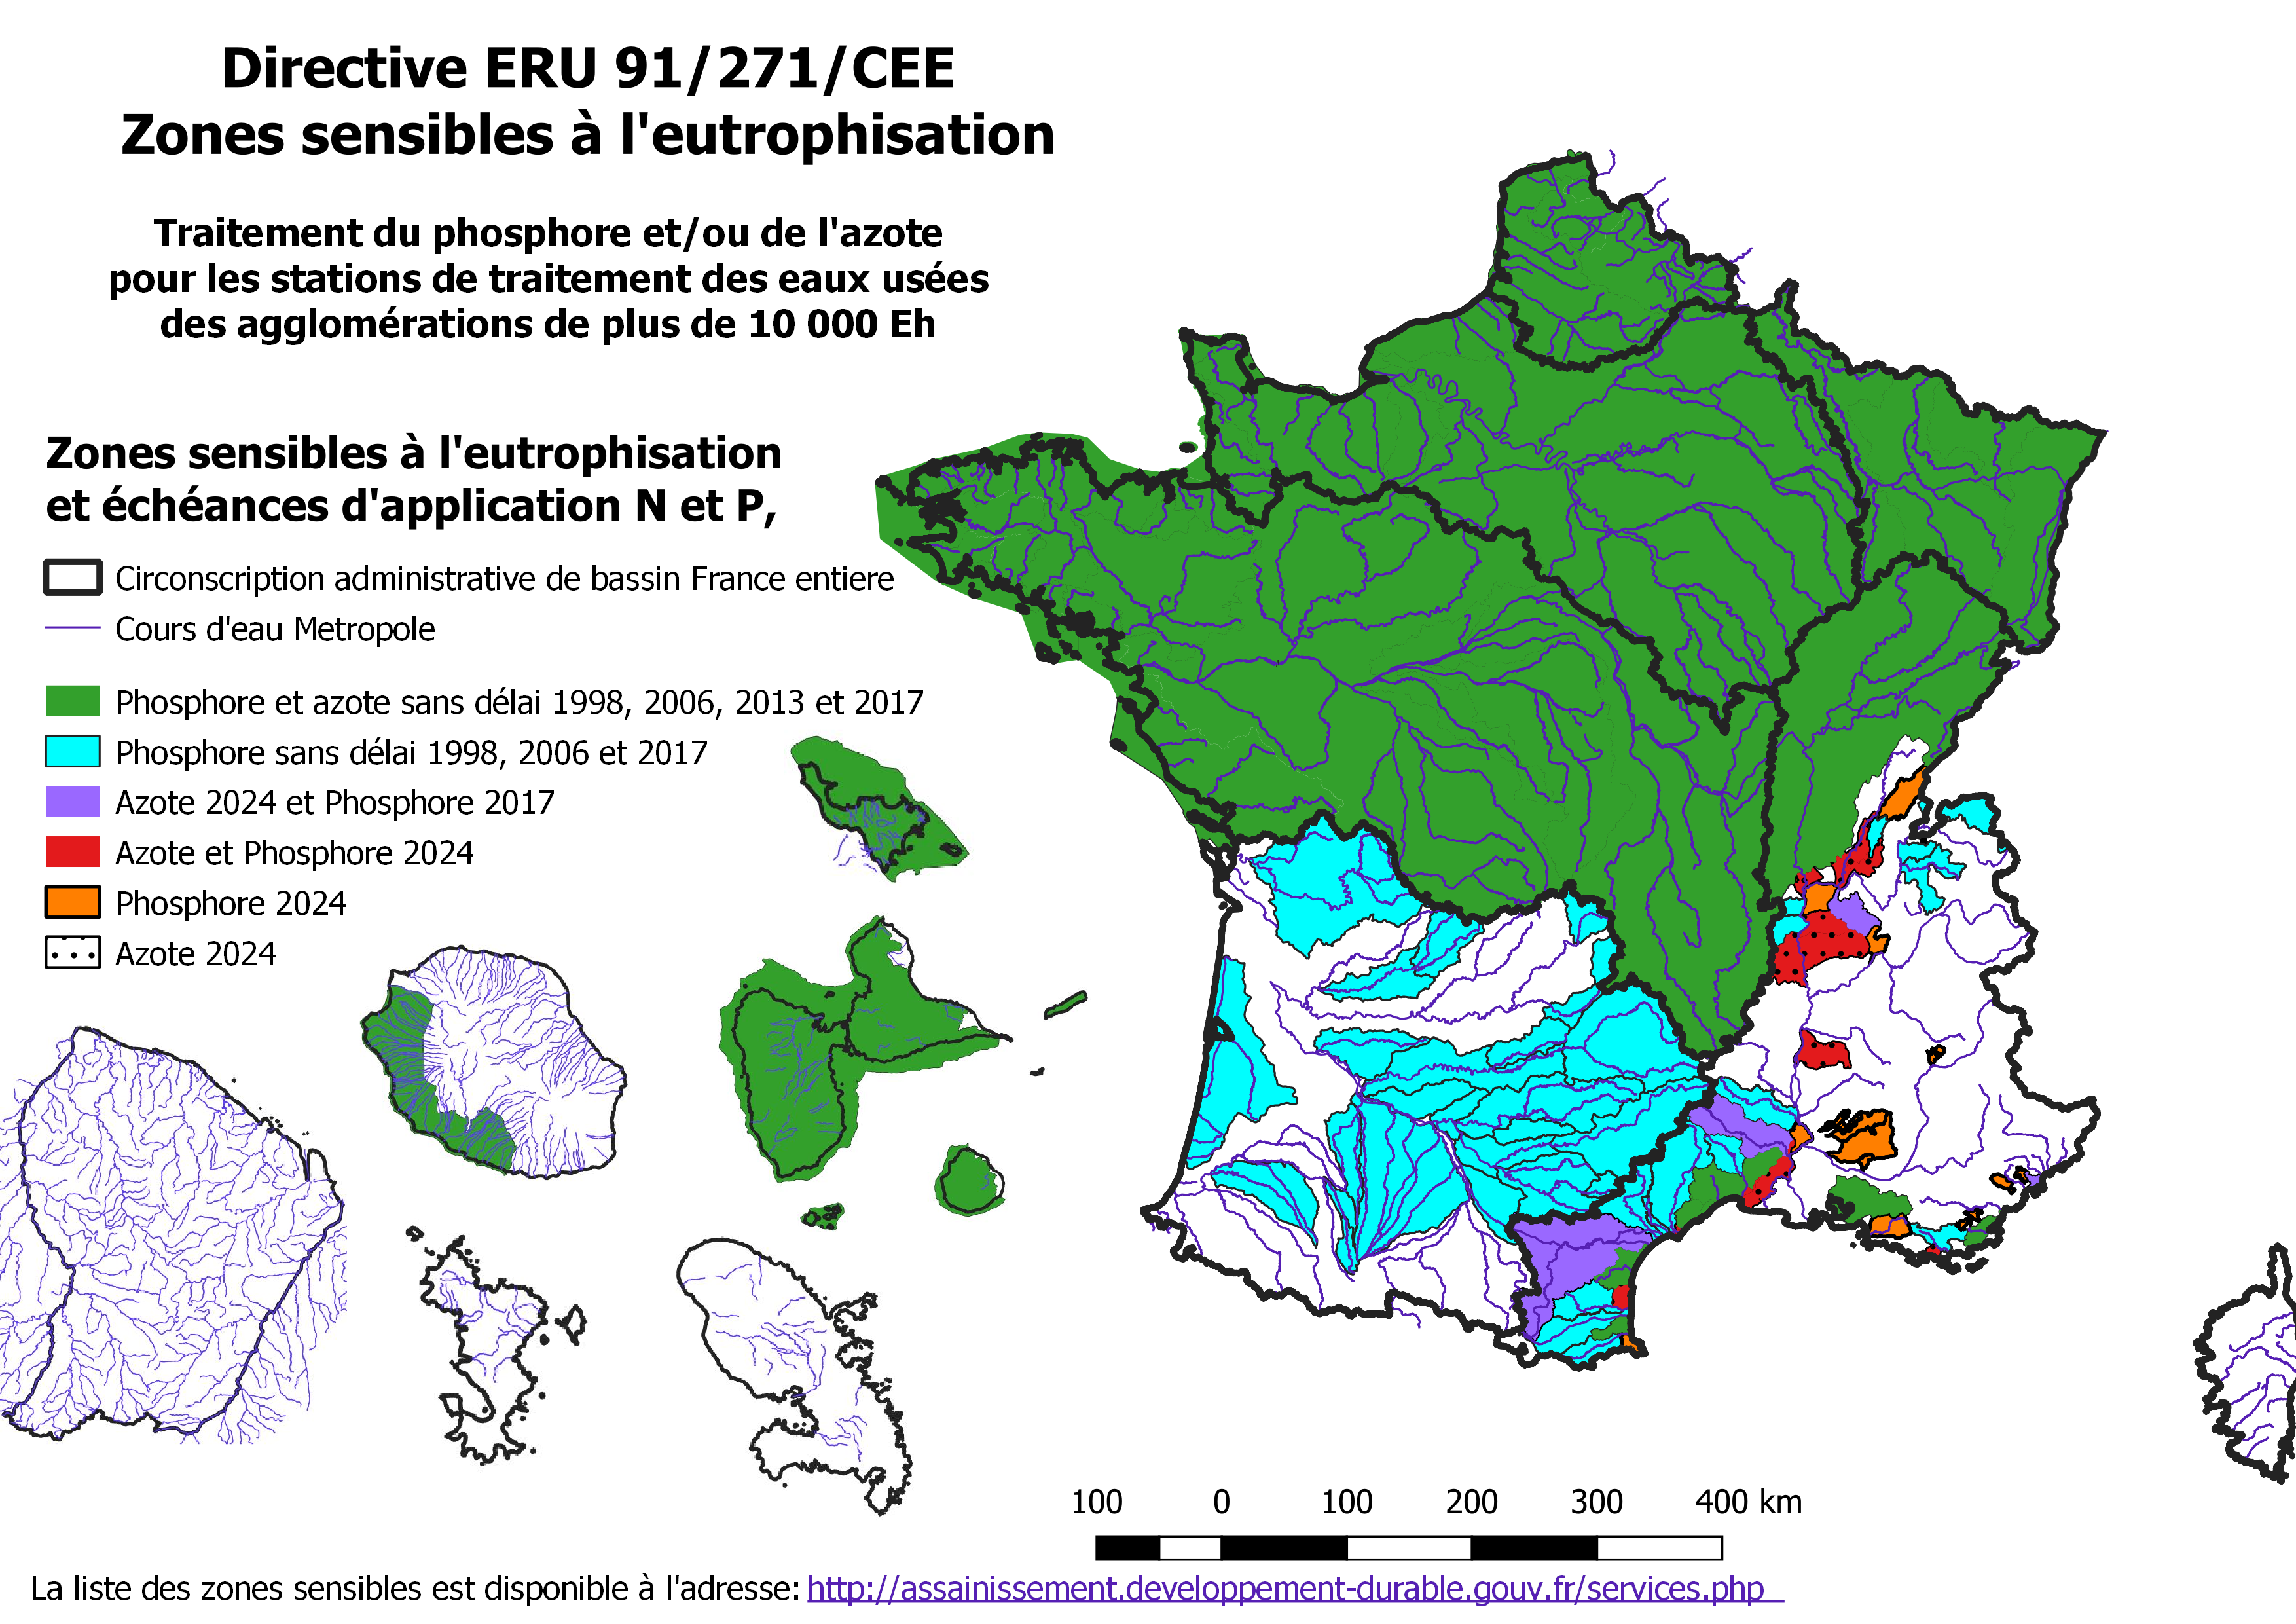 Directive ERU 91/271/CEE
Zones sensibles à l'eutrophisation
Traitement du phosphore et/ou de l'azote
pour les stations de traitement des eaux usées
des agglomérations de plus de 10 000 Eh
Zones sensibles à l'eutrophisation
et échéances d'application N et P,
Circonscription administrative de bassin France entiere
Cours d'eau Metropole
Phosphore et azote sans délai 1998, 2006, 2013 et 2017
Phosphore sans délai 1998, 2006 et 2017
Azote 2024 et Phosphore 2017
Azote et Phosphore 2024
Phosphore 2024
Azote 2024
100 0 100 200 300 400 km
La liste des zones sensibles est disponible à l'adresse: http://assainissement.developpement-durable.gouv.fr/services.php